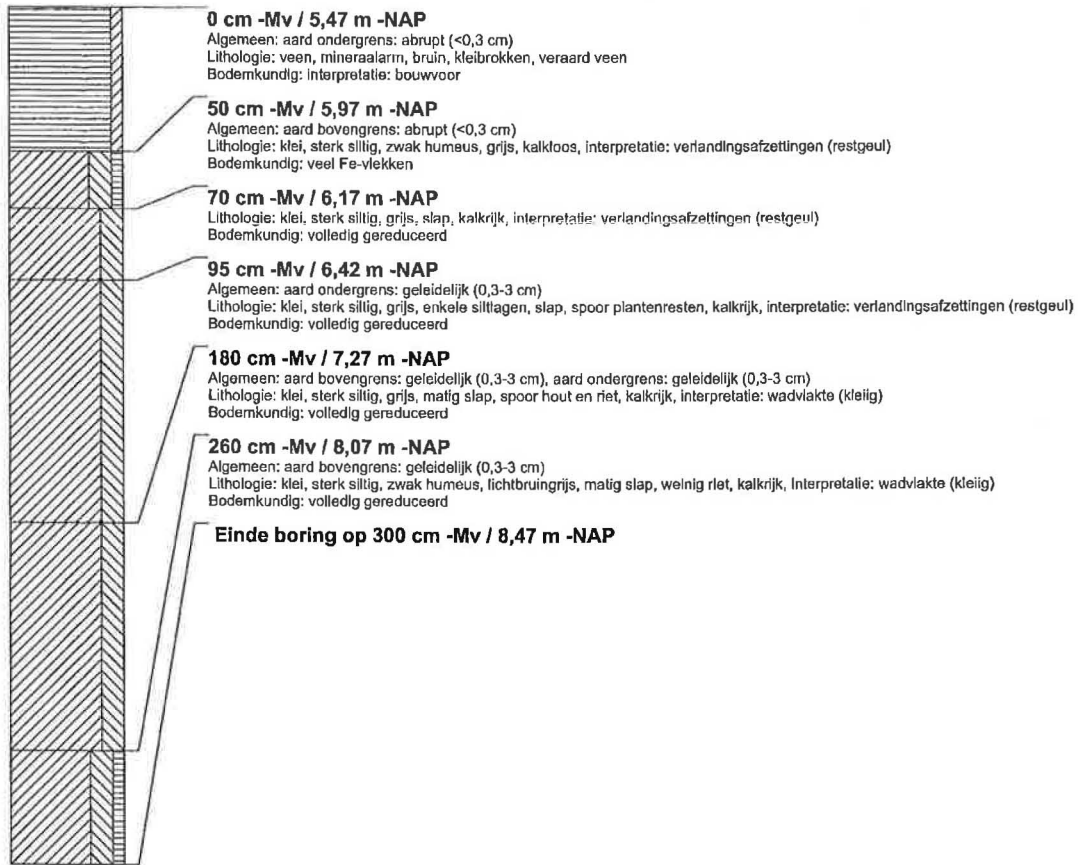 0 cm -Mv / 5,47 m -NAP
Algemeen: aard ondergrens: abrupt (<0,3 cm)
Lithologie: veen, mineraalarm, bruin, kleibrokken, veraard veen
Bodemkundig: interpretatie: bouwvoor
50 cm -Mv / 5,97 m -NAP
Algemeen: aard bovengrens: abrupt (<0,3 cm)
Lithologie: klei, sterk siltig, zwak humeus, grijs, kalkloos, interpretatie: verlandingsafzettingen (restgeul)
Bodemkundig: veel Fe-vlekken
70 cm -Mv / 6,17 m -NAP
Lithologie: klei, sterk siltig, grijs, slap, kalkrijk, interpretatie: verlandingsafzettingen (restgeul)
Bodemkundig: volledig gereduceerd
95 cm -Mv / 6,42 m -NAP
Algemeen: aard ondergrens: geleidelijk (0,3-3 cm)
Lithologie: klei, sterk siltig, grijs, enkele siltlagen, slap, spoor plantenresten, kalkrijk, interpretatie: verlandingsafzettingen (restgeul)
Bodemkundig: volledig gereduceerd
180 cm -Mv / 7,27 m -NAP
Algemeen: aard bovengrens: geleidelijk (0,3-3 cm), aard ondergrens: geleidelijk (0,3-3 cm)
Lithologie: klei, sterk siltig, grijs, matig slap, spoor hout en riet, kalkrijk, interpretatie: wadvlakte (kleiig)
Bodemkundig: volledig gereduceerd
260 cm -Mv / 8,07 m -NAP
Algemeen: aard bovengrens: geleidelijk (0,3-3 cm)
Lithologie: klei, sterk siltig, zwak humeus, lichtbruingrijs, matig slap, weinig riet, kalkrijk, interpretatie: wadvlakte (kleiig)
Bodemkundig: volledig gereduceerd
Einde boring op 300 cm -Mv / 8,47 m -NAP